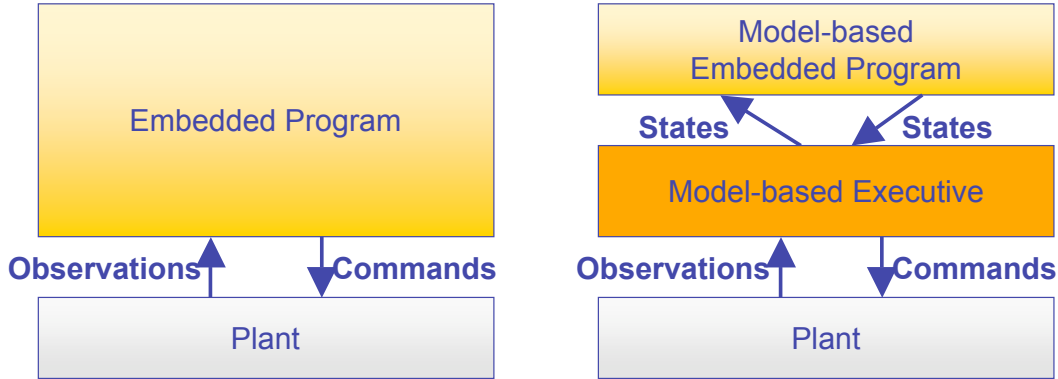 Embedded Program
Observations
Commands
Plant
Model-based
Embedded Program
States
States
Model-based Executive
Observations
Commands
Plant